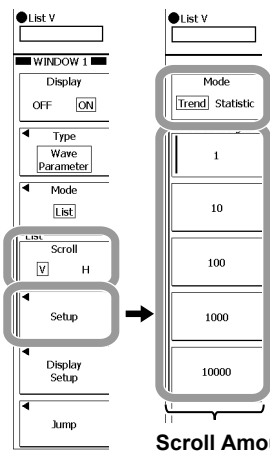 List V
WINDOW 1
Display
OFF ON
Type
Wave
Parameter
Mode
List
Scroll
V H
Setup
Display
Setup
Jump
List V
Mode
Trend Statistic
1
10
100
1000
10000